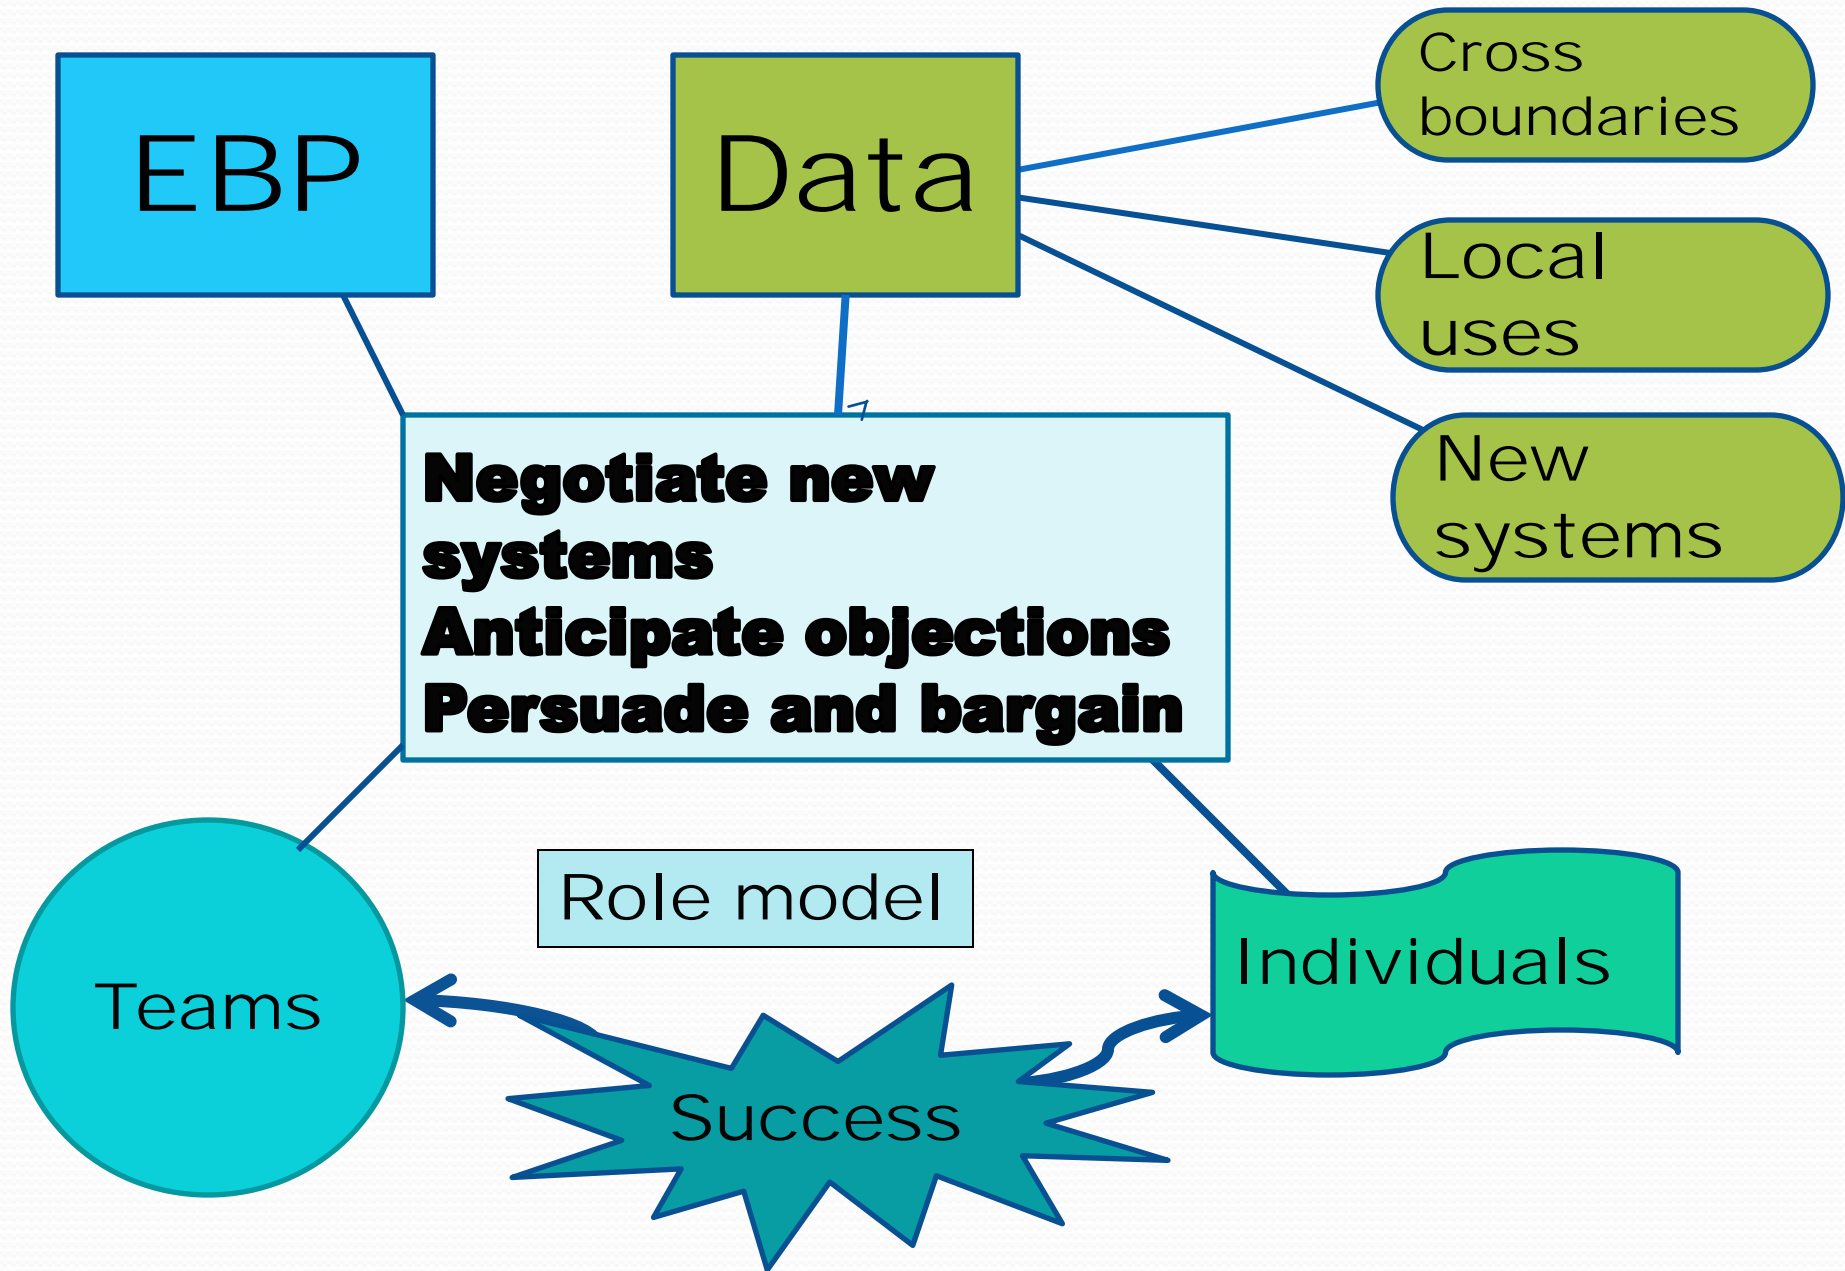 EBP
Data
Cross
boundaries
Local
uses
New
systems
Negotiate new
systems
Anticipate objections
Persuade and bargain
Role model
Teams
Individuals
Success